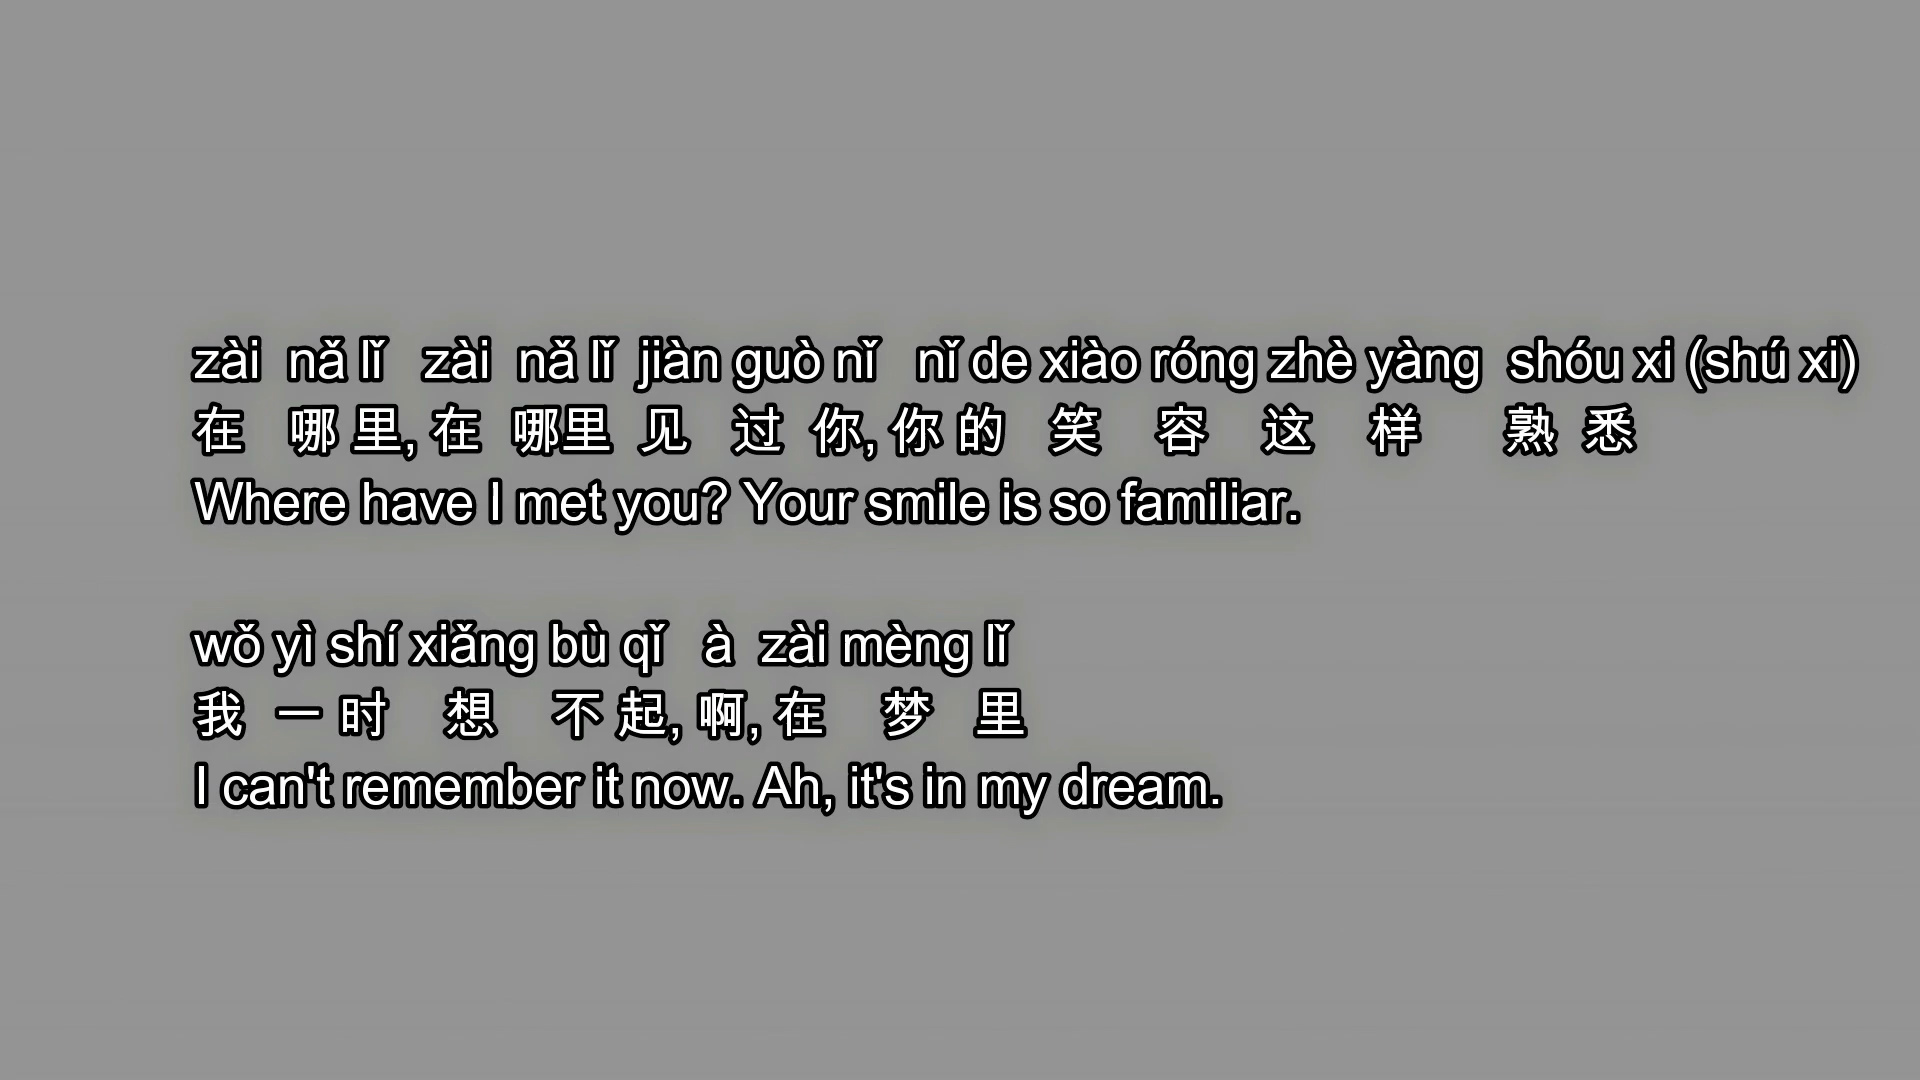 zài nǎ lǐ zài nǎ lǐ jiàn guò nǐ nǐ de xiào róng zhè yàng shóu xi (shú xi)
在 哪 里, 在 哪里 见 过 你, 你 的 笑 容 这 样 熟 悉
Where have I met you? Your smile is so familiar.
wǒ yì shí xiǎng bù qǐ à zài mèng lǐ
我 一 时 想 不 起, 啊, 在 梦 里
I can't remember it now. Ah, it's in my dream.